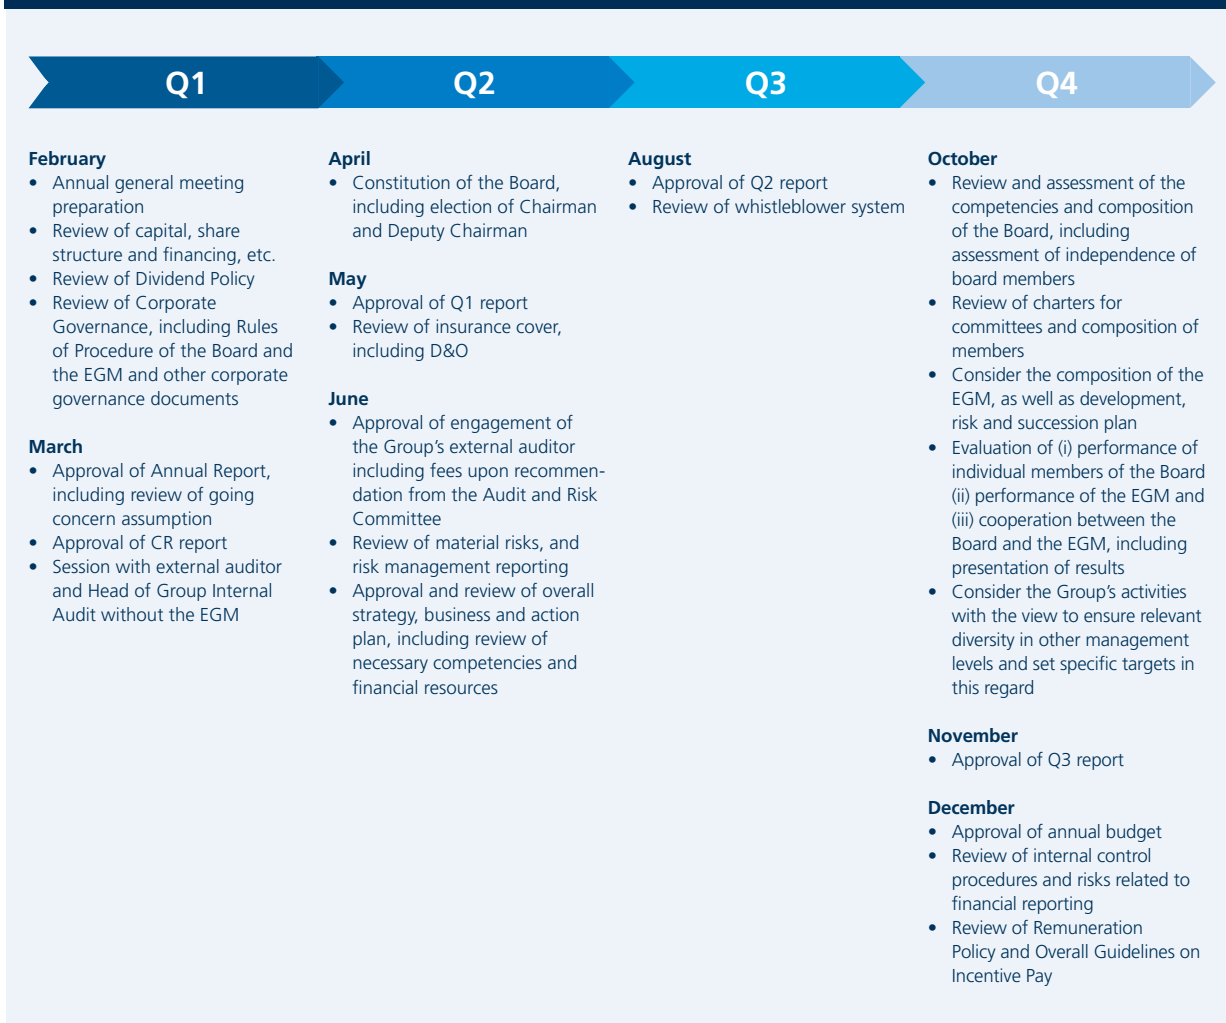 Q1
Q2
Q3
Q4
February
• Annual general meeting
preparation
• Review of capital, share
structure and financing, etc.
• Review of Dividend Policy
• Review of Corporate
Governance, including Rules
of Procedure of the Board and
the EGM and other corporate
governance documents
March
• Approval of Annual Report,
including review of going
concern assumption
• Approval of CR report
• Session with external auditor
and Head of Group Internal
Audit without the EGM
April
• Constitution of the Board,
including election of Chairman
and Deputy Chairman
May
• Approval of Q1 report
• Review of insurance cover,
including D&O
June
• Approval of engagement of
the Group’s external auditor
including fees upon recommen-
dation from the Audit and Risk
Committee
• Review of material risks, and
risk management reporting
• Approval and review of overall
strategy, business and action
plan, including review of
necessary competencies and
financial resources
August
• Approval of Q2 report
• Review of whistleblower system
October
• Review and assessment of the
competencies and composition
of the Board, including
assessment of independence of
board members
• Review of charters for
committees and composition of
members
• Consider the composition of the
EGM, as well as development,
risk and succession plan
• Evaluation of (i) performance of
individual members of the Board
(ii) performance of the EGM and
(iii) cooperation between the
Board and the EGM, including
presentation of results
• Consider the Group’s activities
with the view to ensure relevant
diversity in other management
levels and set specific targets in
this regard
November
• Approval of Q3 report
December
• Approval of annual budget
• Review of internal control
procedures and risks related to
financial reporting
• Review of Remuneration
Policy and Overall Guidelines on
Incentive Pay